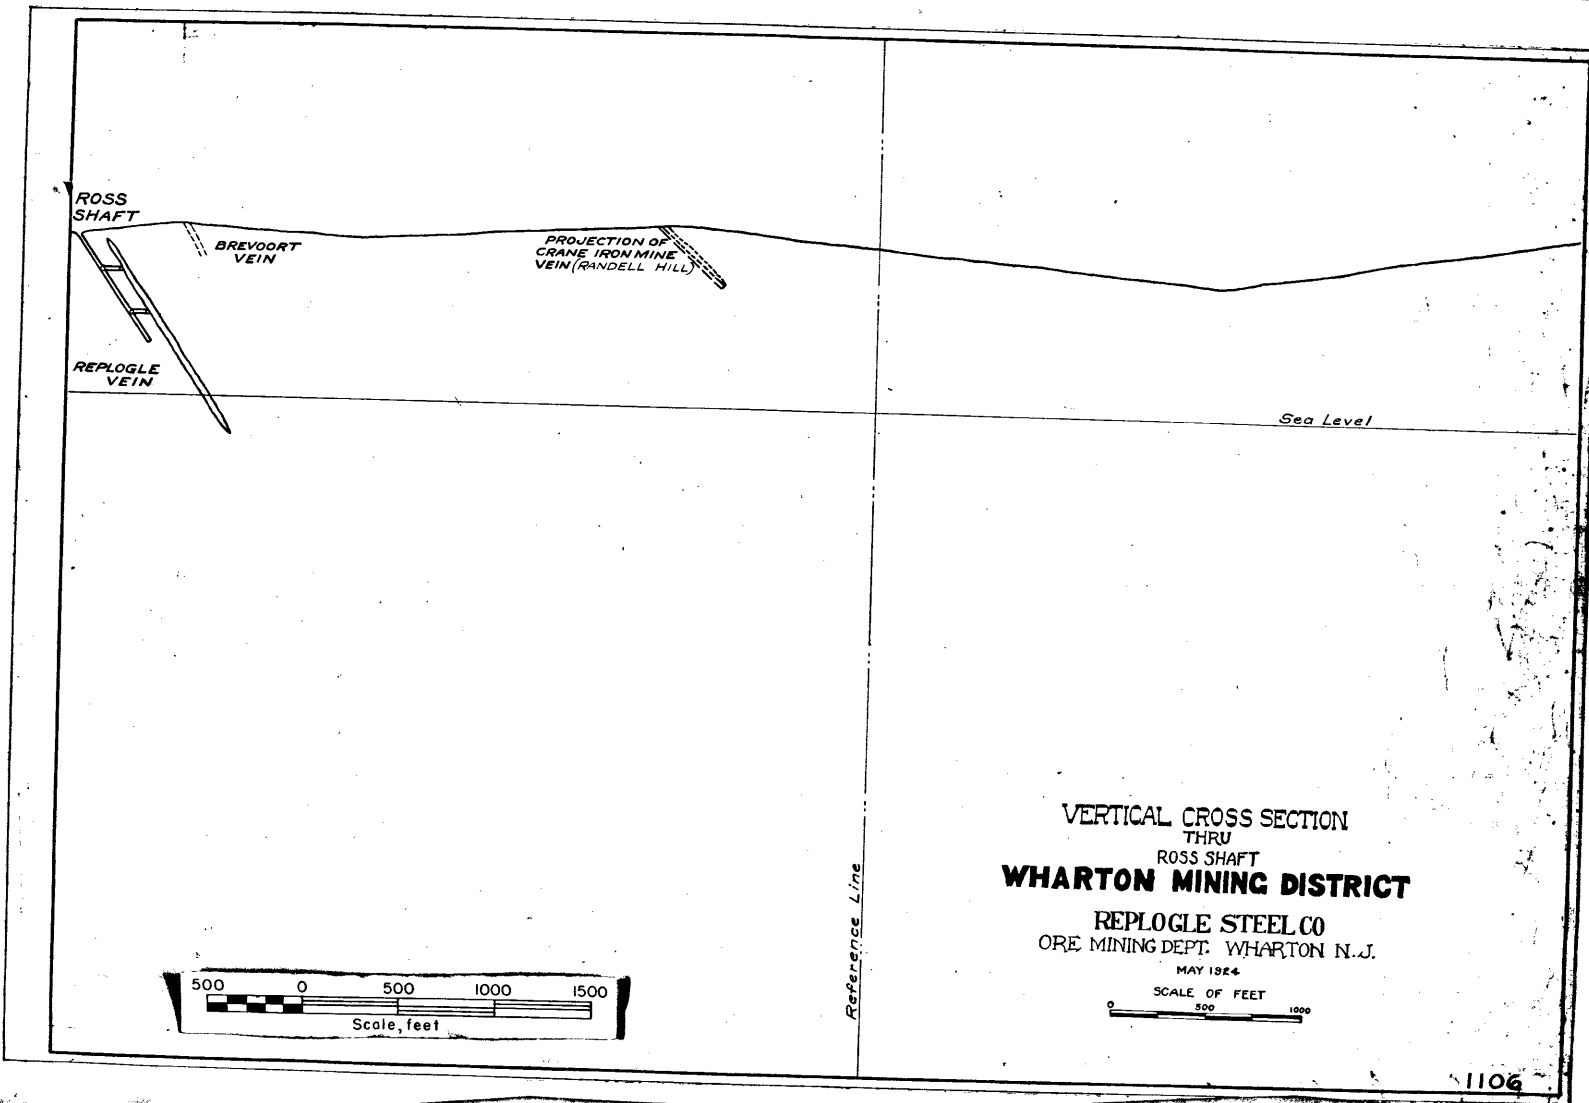 ROSS
SHAFT
BREVOORT
VEIN
PROJECTION OF
CRANE IRON MINE
VEIN (RANDELL HILL)
REPLOGLE
VEIN
Sea Level
Reference Line
VERTICAL CROSS SECTION
THRU
ROSS SHAFT
WHARTON MINING DISTRICT
REPLOGLE STEEL CO
ORE MINING DEPT. WHARTON N.J.
MAY 1924
SCALE OF FEET
0 500 1000
500 0 500 1000 1500
Scale, feet
1106